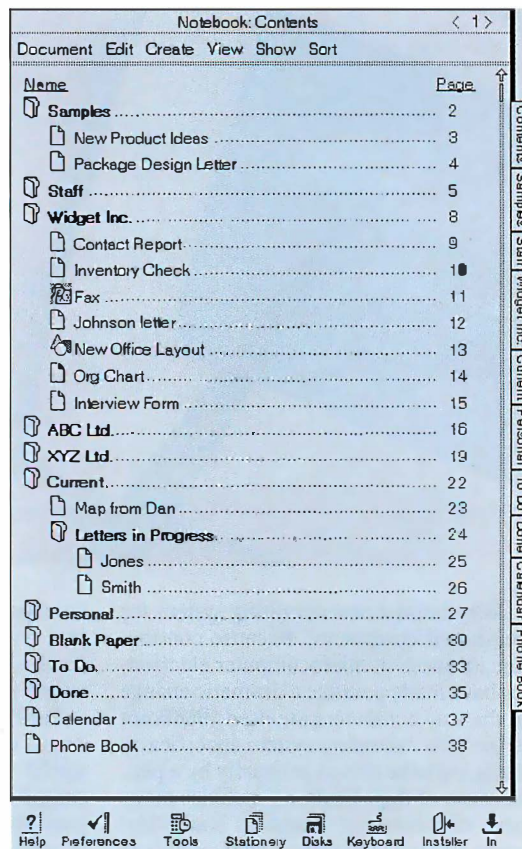 Notebook: Contents < 1 >
Document Edit Create View Show Sort
Name Page
Samples 2
New Product Ideas 3
Package Design Letter 4
Staff 5
Widget Inc. 8
Contact Report 9
Inventory Check 10
Fax 11
Johnson letter 12
New Office Layout 13
Org Chart 14
Interview Form 15
ABC Ltd. 16
XYZ Ltd. 19
Current 22
Map from Dan 23
Letters in Progress 24
Jones 25
Smith 26
Personal 27
Blank Paper 30
To Do. 33
Done 35
Calendar 37
Phone Book 38
Contents
Samples
Staff
Widget Inc.
Current
Personal
To Do
Done
Calendar
Phone Book
Help Preferences Tools Stationery Disks Keyboard Installer In